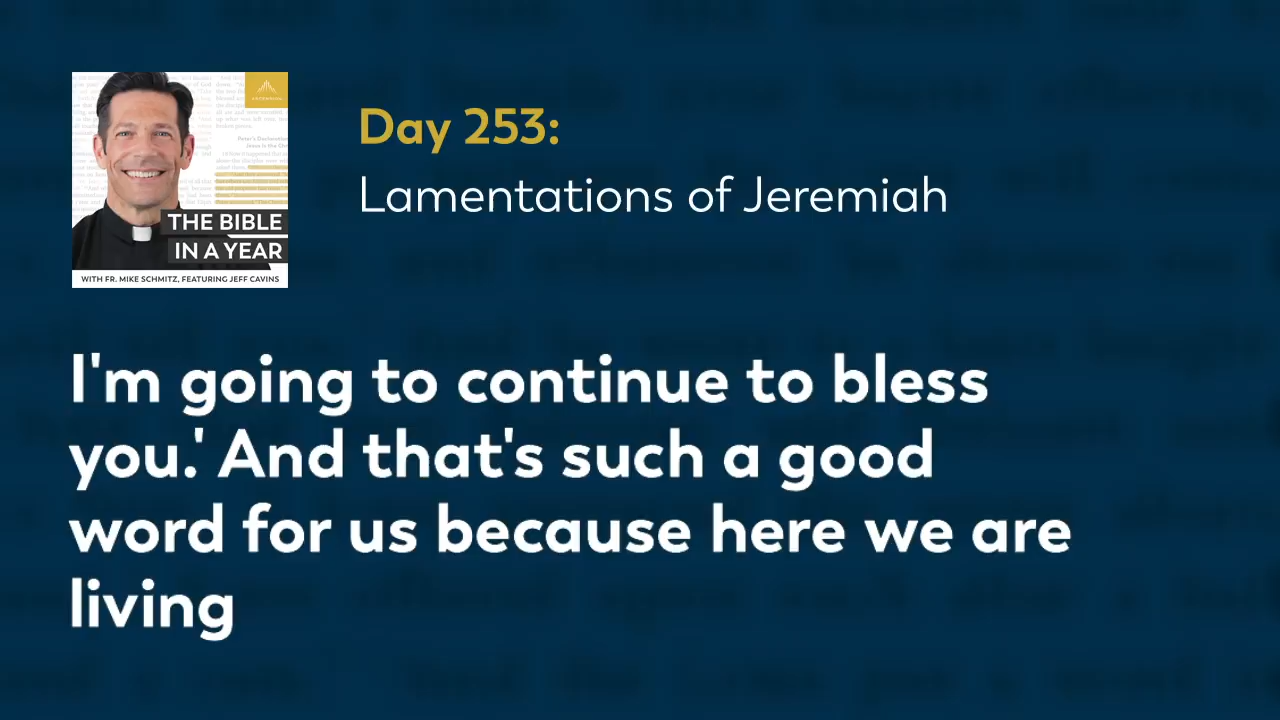 Day 253:
Lamentations of Jeremiah
THE BIBLE
IN A YEAR
WITH FR. MIKE SCHMITZ, FEATURING JEFF CAVINS
I'm going to continue to bless
you.' And that's such a good
word for us because here we are
living